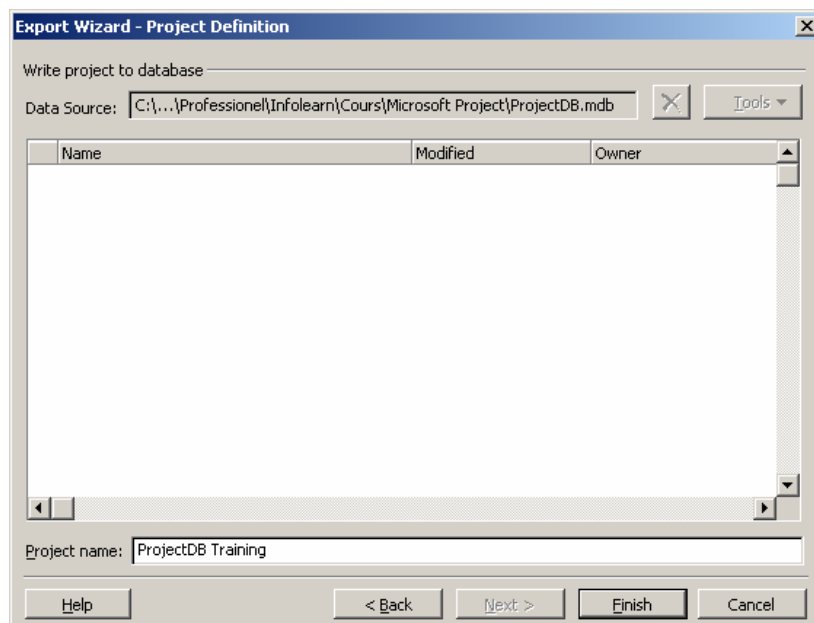 Export Wizard - Project Definition
Write project to database
Data Source: C:\...\Professionel\Infolearn\Cours\Microsoft Project\ProjectDB.mdb Tools
Name Modified Owner
Project name: ProjectDB Training
Help < Back Next > Finish Cancel